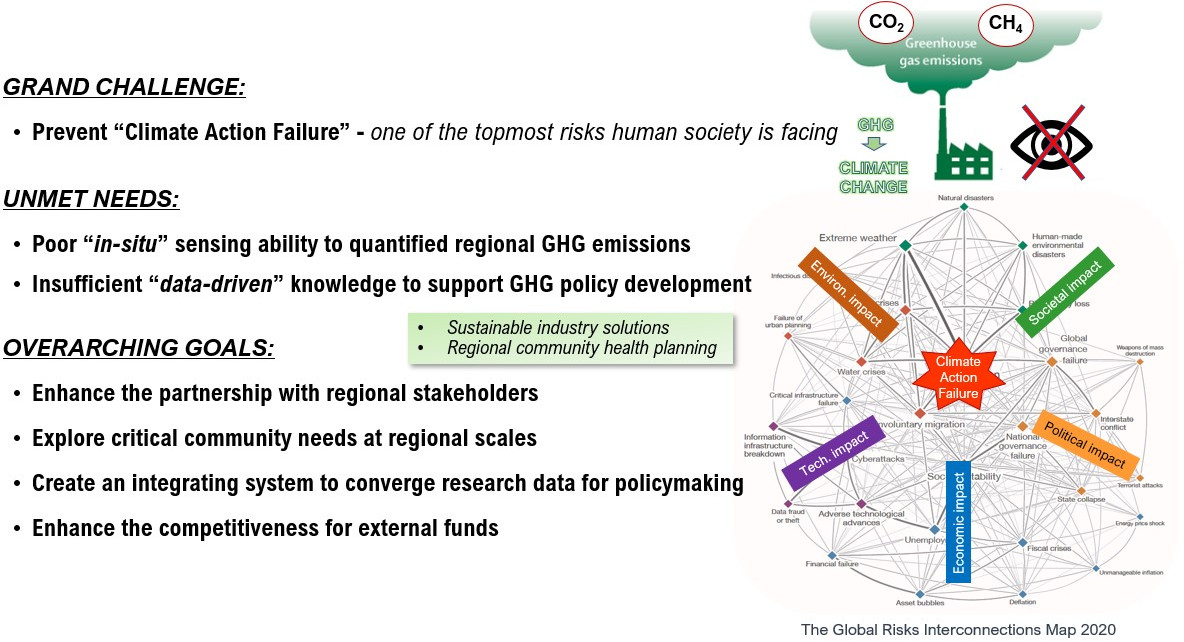 GRAND CHALLENGE:
• Prevent “Climate Action Failure” - one of the topmost risks human society is facing
UNMET NEEDS:
• Poor “in-situ” sensing ability to quantified regional GHG emissions
• Insufficient “data-driven” knowledge to support GHG policy development
• Sustainable industry solutions
• Regional community health planning
OVERARCHING GOALS:
• Enhance the partnership with regional stakeholders
• Explore critical community needs at regional scales
• Create an integrating system to converge research data for policymaking
• Enhance the competitiveness for external funds
CO2
CH4
Greenhouse
gas emissions
GHG
CLIMATE
CHANGE
Natural disasters
Extreme weather
Human-made
environmental
disasters
Infectious
Environ. impact
Societal impact
crises
loss
Failure of
urban planning
Global
governance
failure
Weapons of mass
destruction
Water crises
Climate
Action
Failure
Critical infrastructure
failure
involuntary migration
Interstate
conflict
Information
infrastructure
breakdown
National
governance
failure
Tech. impact
Political impact
Cyberattacks
Economic impact
Terrorist attacks
State collapse
Data fraud
or theft
Adverse technological
advances
Energy price shock
Unemploy
Fiscal crises
Financial failure
Unmanageable inflation
Asset bubbles
Deflation
The Global Risks Interconnections Map 2020